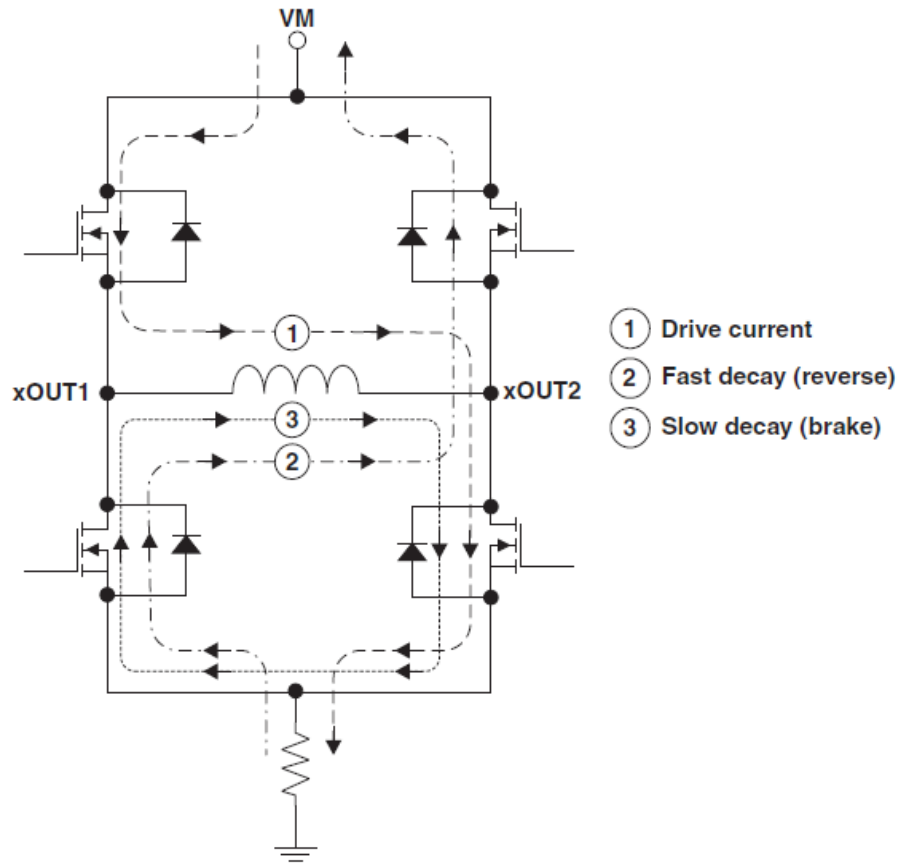 VM
1
xOUT1
xOUT2
3
2
1 Drive current
2 Fast decay (reverse)
3 Slow decay (brake)